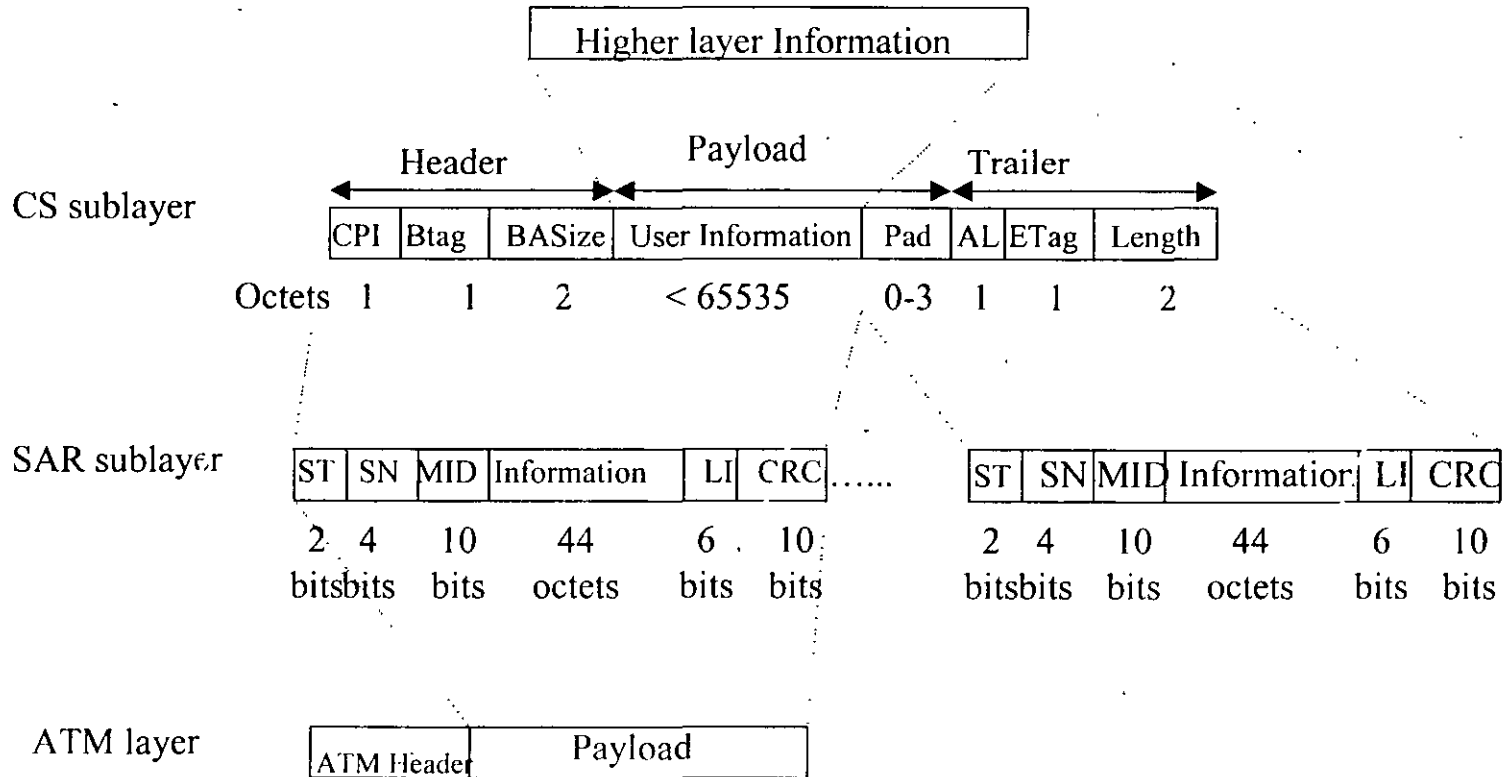 Higher layer Information
Header Payload Trailer
CS sublayer
CPI Btag BASize User Information Pad AL ETag Length
Octets 1 1 2 < 65535 0-3 1 1 2
SAR sublayer
ST SN MID Information LI CRC ...... ST SN MID Information LI CRC
2 4 10 44 6 10 2 4 10 44 6 10
bits bits bits octets bits bits bits bits bits octets bits bits
ATM layer
ATM Header Payload